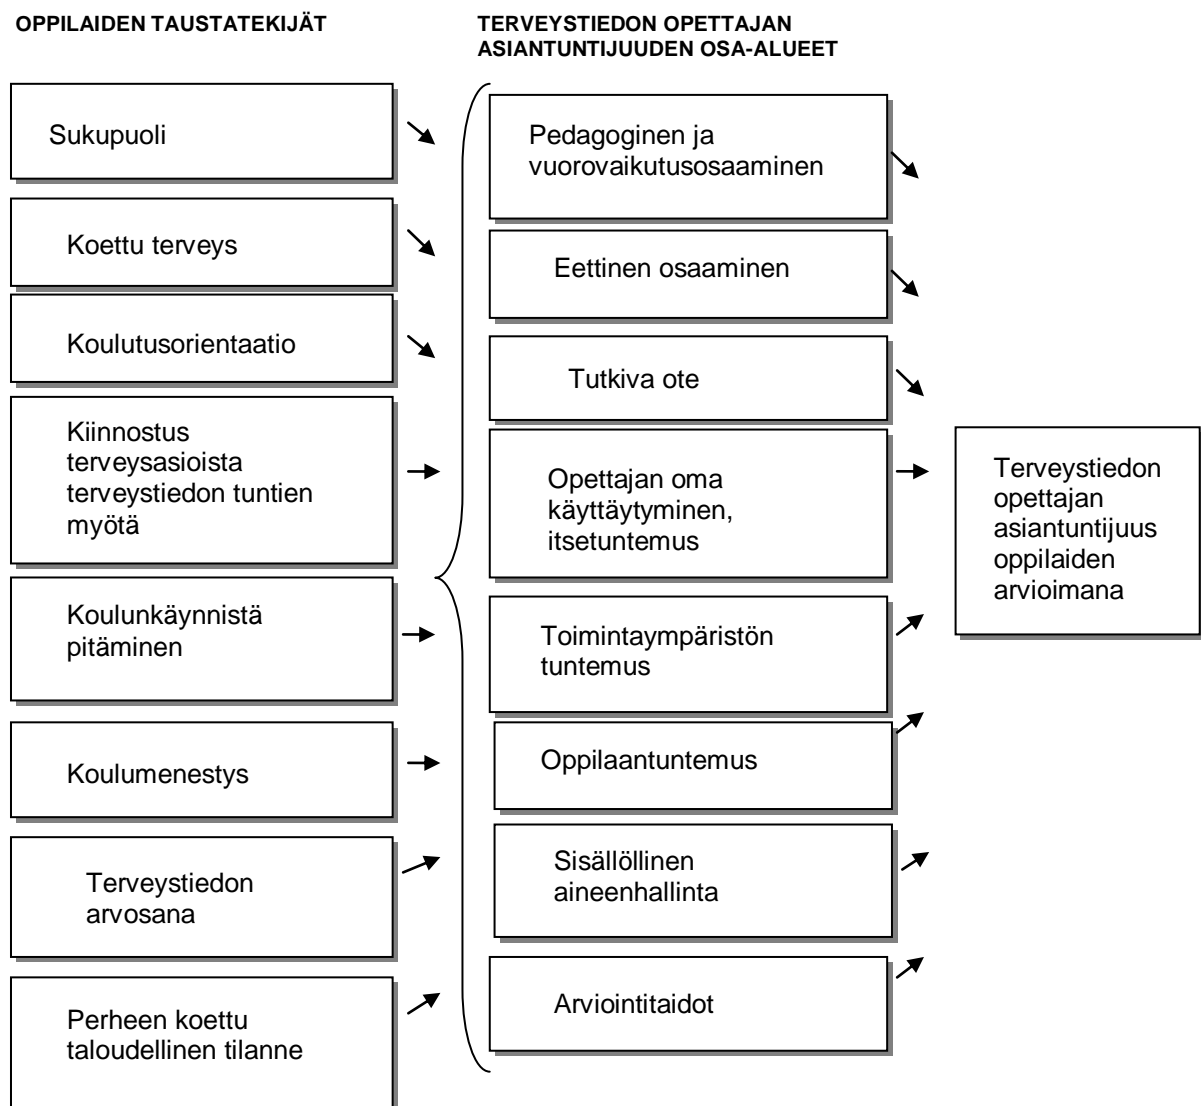 OPPILAIDEN TAUSTATEKIJÄT
TERVEYSTIEDON OPETTAJAN
ASIANTUNTIJUUDEN OSA-ALUEET
Sukupuoli
Koettu terveys
Koulutusorientaatio
Kiinnostus
terveysasioista
terveystiedon tuntien
myötä
Koulunkäynnistä
pitäminen
Koulumenestys
Terveystiedon
arvosana
Perheen koettu
taloudellinen tilanne
Pedagoginen ja
vuorovaikutusosaaminen
Eettinen osaaminen
Tutkiva ote
Opettajan oma
käyttäytyminen,
itsetuntemus
Toimintaympäristön
tuntemus
Oppilaantuntemus
Sisällöllinen
aineenhallinta
Arviointitaidot
Terveystiedon
opettajan
asiantuntijuus
oppilaiden
arvioimana